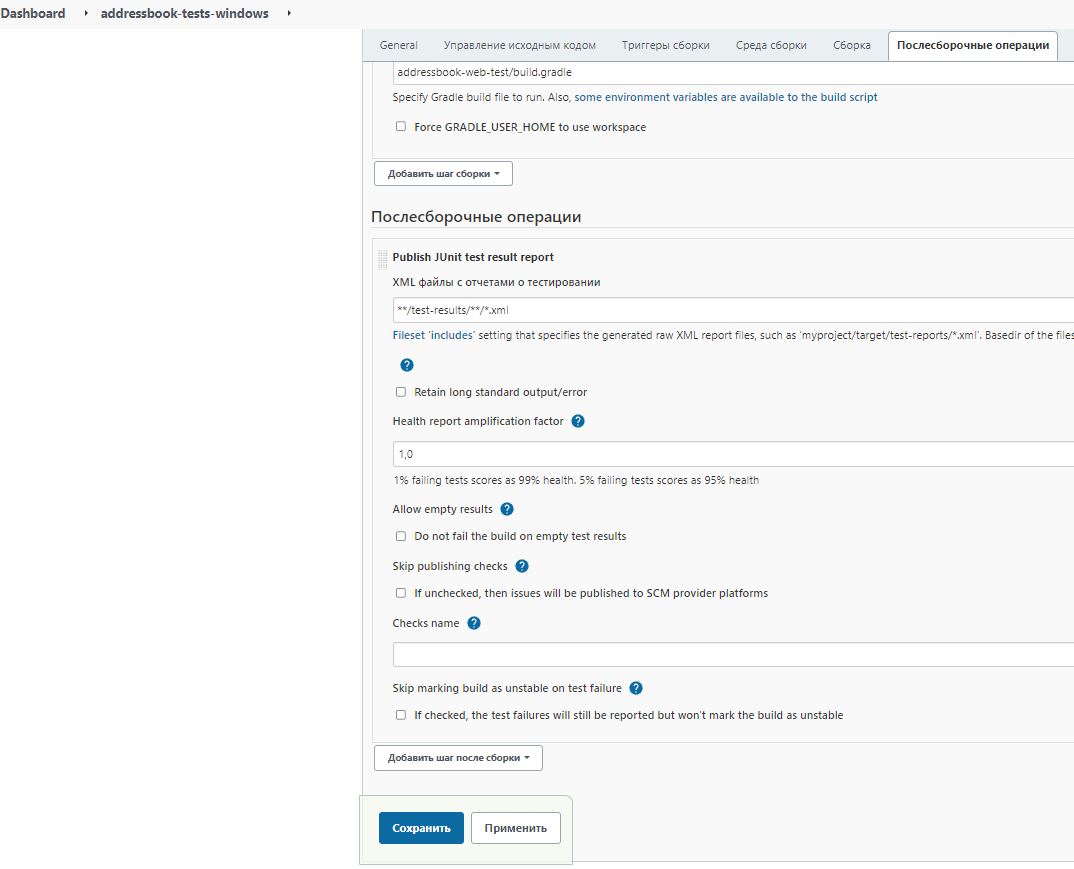 Dashboard addressbook-tests-windows
General Управление исходным кодом Триггеры сборки Среда сборки Сборка Послесборочные операции
addressbook-web-test/build.gradle
Specify Gradle build file to run. Also, some environment variables are available to the build script
Force GRADLE_USER_HOME to use workspace
Добавить шаг сборки
Послесборочные операции
Publish JUnit test result report
XML файлы с отчетами о тестировании
**/test-results/**/*.xml
Fileset 'includes' setting that specifies the generated raw XML report files, such as 'myproject/target/test-reports/*.xml'. Basedir of the files
?
Retain long standard output/error
Health report amplification factor ?
1,0
1% failing tests scores as 99% health. 5% failing tests scores as 95% health
Allow empty results ?
Do not fail the build on empty test results
Skip publishing checks ?
If unchecked, then issues will be published to SCM provider platforms
Checks name ?
Skip marking build as unstable on test failure ?
If checked, the test failures will still be reported but won't mark the build as unstable
Добавить шаг после сборки
Сохранить Применить